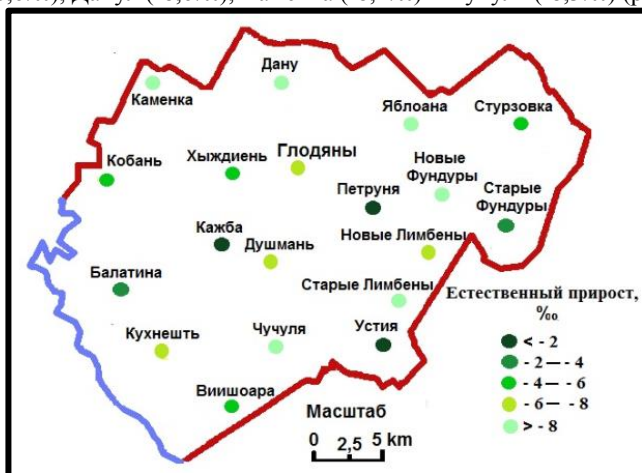 Дану
Каменка
Яблоана
Стурзовка
Кобань
Хыждиень
Глодяны
Новые
Фундуры
Петруня
Старые
Фундуры
Кажба
Душмань
Новые Лимбены
Балатина
Старые Лимбены
Естественный прирост,
‰
Кухнешть
Чучуля
Устия
< - 2
- 2 — - 4
- 4 — - 6
- 6 — - 8
> - 8
Виишоара
Масштаб
0 2,5 5 km